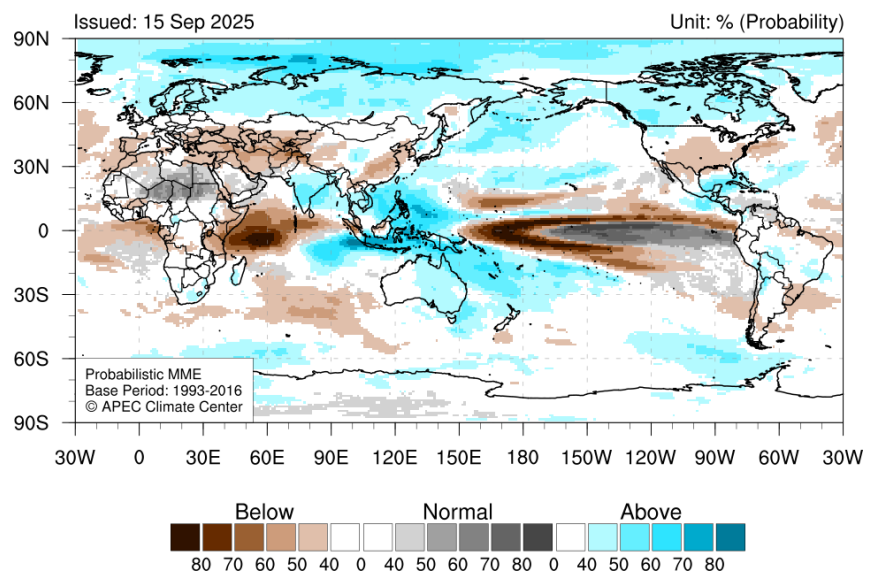 Issued: 15 Sep 2025 Unit: % (Probability)
90N
60N
30N
0
30S
60S
90S
Probabilistic MME
Base Period: 1993-2016
© APEC Climate Center
30W 0 30E 60E 90E 120E 150E 180 150W 120W 90W 60W 30W
Below Normal Above
80 70 60 50 40 0 40 50 60 70 80 0 40 50 60 70 80